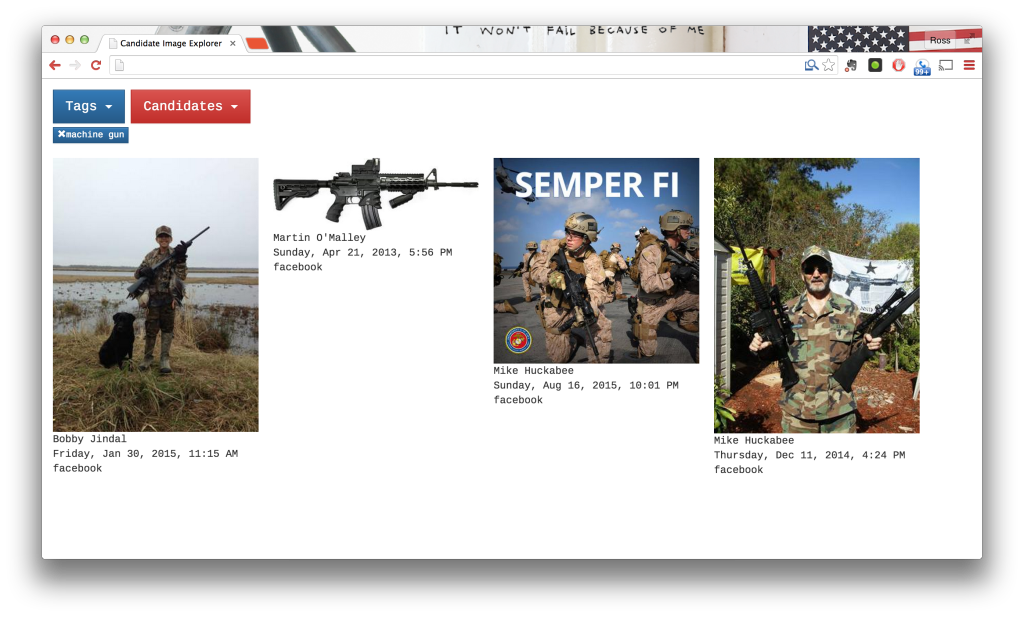 IT WON'T FAIL BECAUSE OF ME
Candidate Image Explorer
Ross
99+
Tags
Candidates
machine gun
SEMPER FI
Martin O'Malley
Sunday, Apr 21, 2013, 5:56 PM
facebook
Mike Huckabee
Sunday, Aug 16, 2015, 10:01 PM
facebook
Bobby Jindal
Friday, Jan 30, 2015, 11:15 AM
facebook
Mike Huckabee
Thursday, Dec 11, 2014, 4:24 PM
facebook